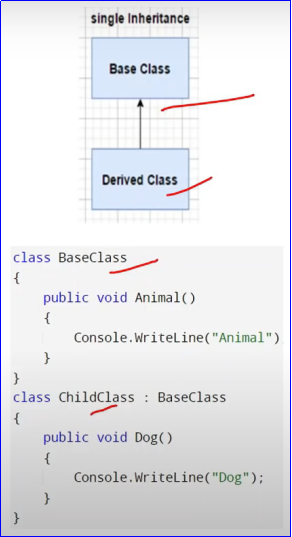 single Inheritance
Base Class
Derived Class
class BaseClass
{
    public void Animal()
    {
        Console.WriteLine("Animal")
    }
}
class ChildClass : BaseClass
{
    public void Dog()
    {
        Console.WriteLine("Dog");
    }
}